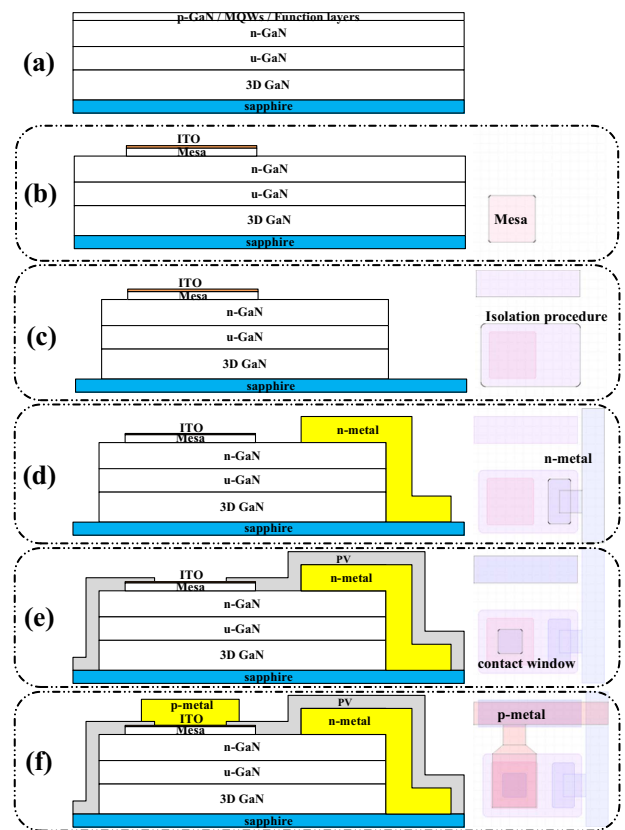 p-GaN / MQWs / Function layers
n-GaN
(a)
u-GaN
3D GaN
sapphire
ITO
Mesa
n-GaN
(b)
u-GaN
3D GaN
sapphire
Mesa
ITO
Mesa
n-GaN
(c)
u-GaN
3D GaN
sapphire
Isolation procedure
ITO
Mesa
n-metal
n-GaN
(d)
u-GaN
3D GaN
sapphire
n-metal
PV
ITO
Mesa
n-metal
n-GaN
(e)
u-GaN
3D GaN
sapphire
contact window
PV
p-metal
ITO
Mesa
n-metal
n-GaN
(f)
u-GaN
3D GaN
sapphire
p-metal